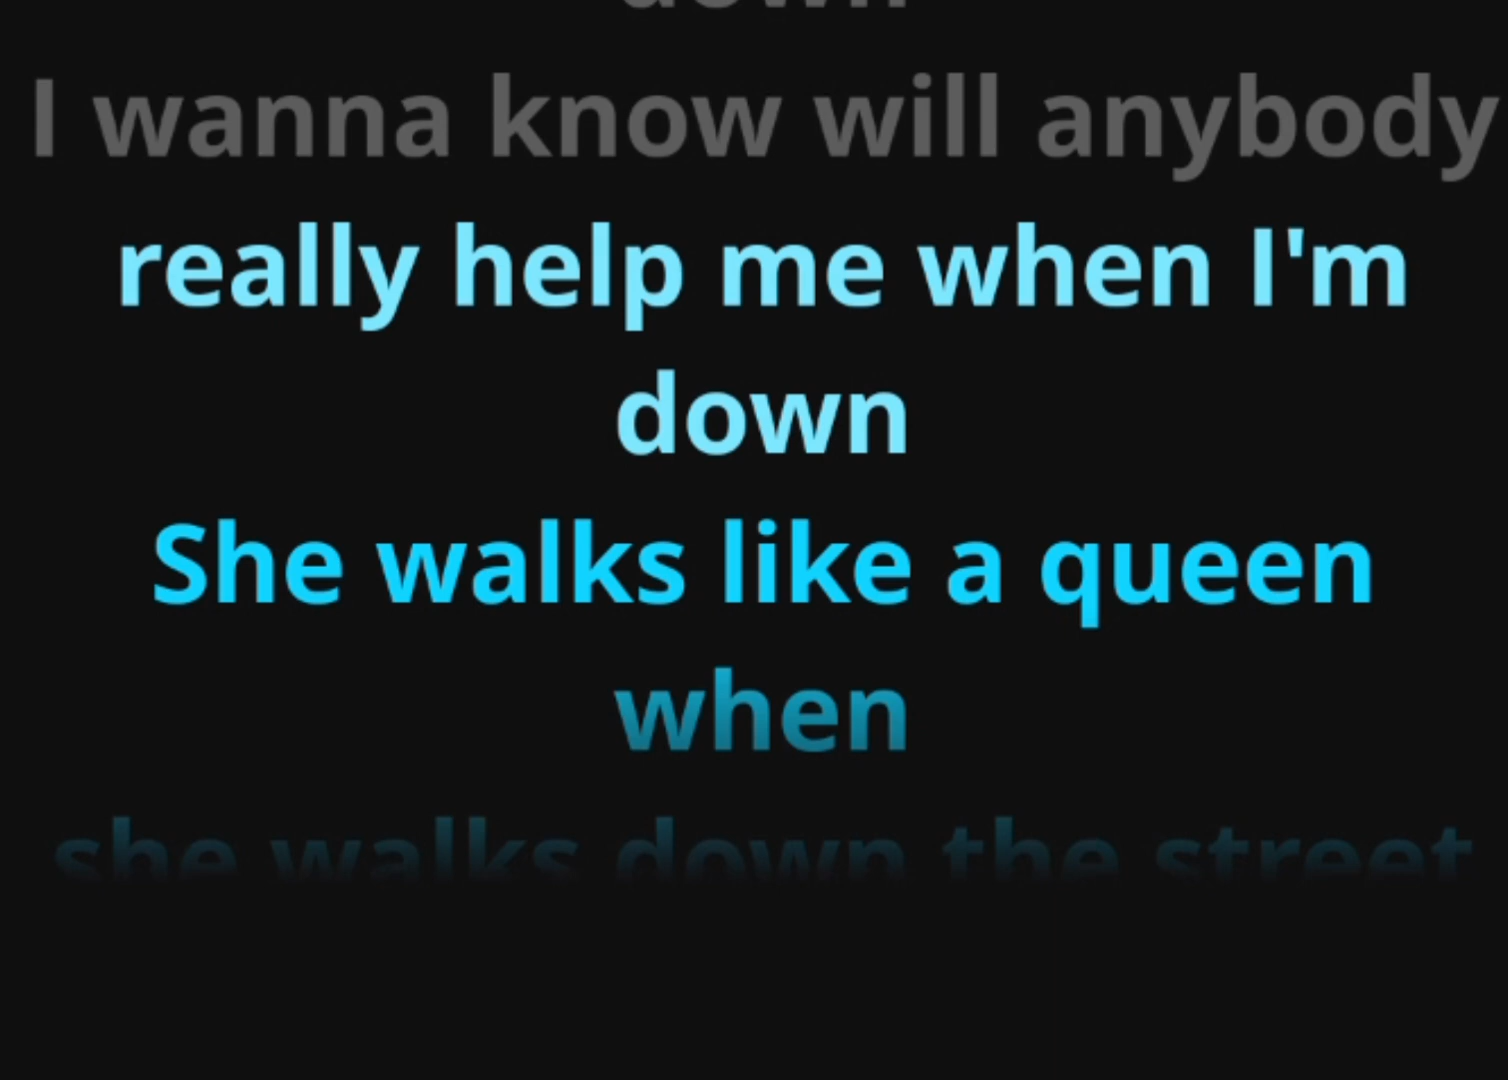 down
I wanna know will anybody
really help me when I'm
down
She walks like a queen
when
she walks down the street